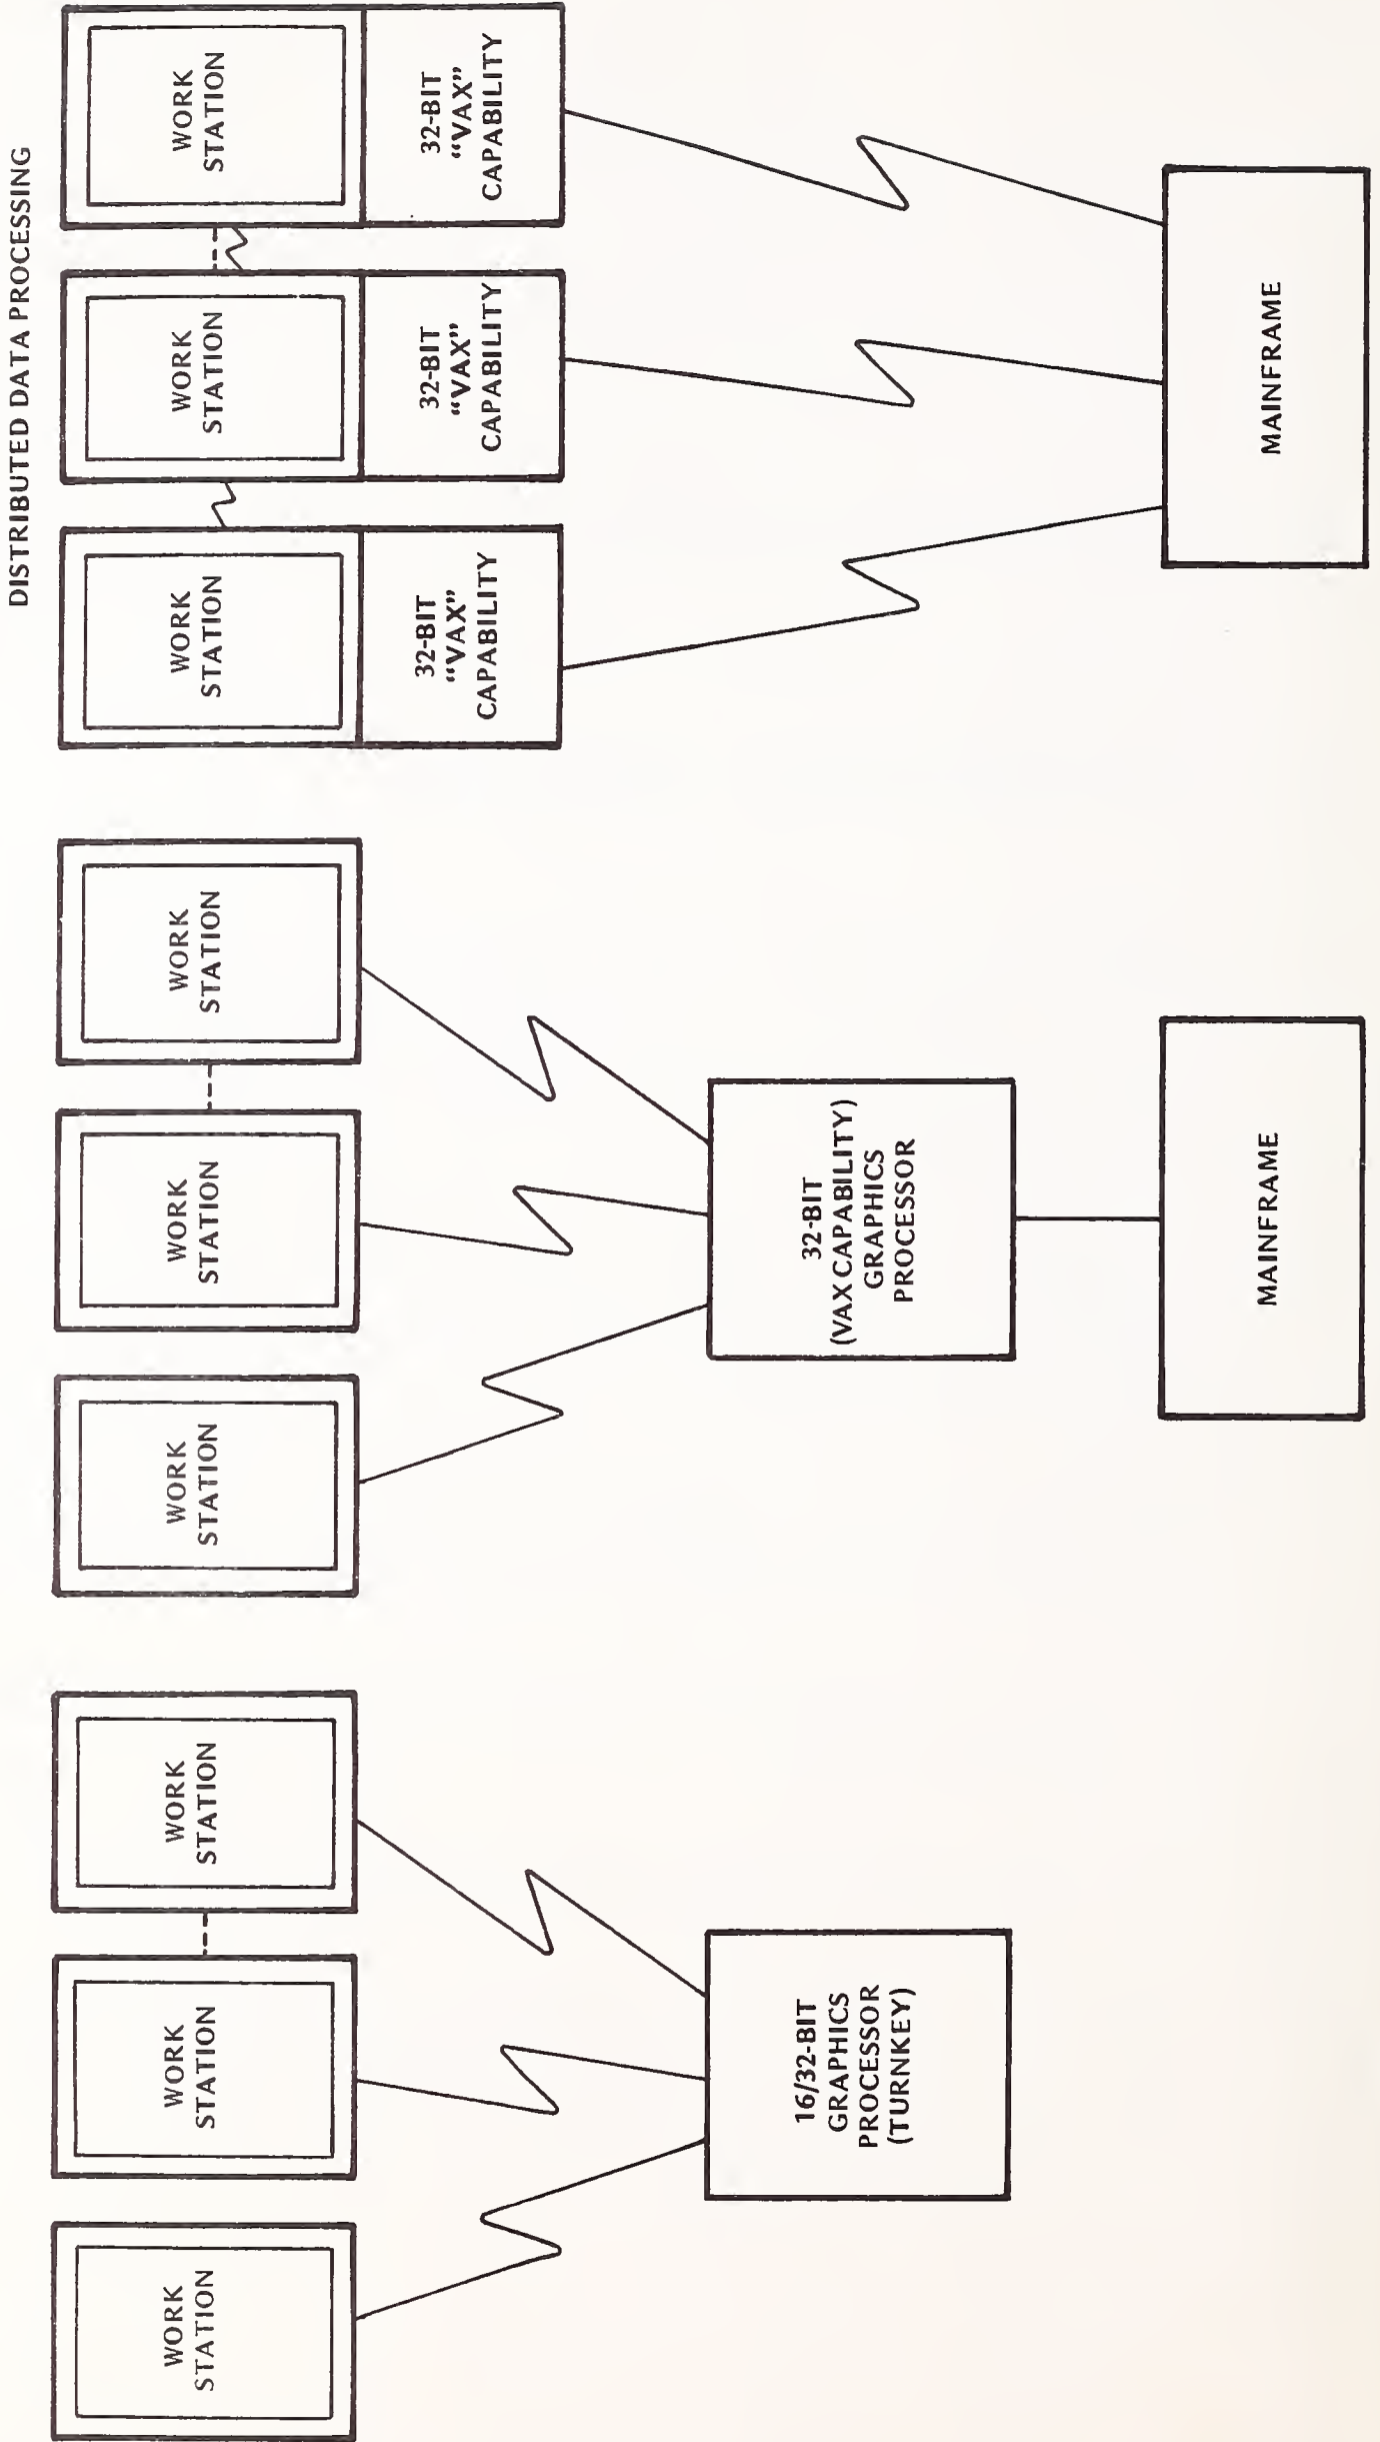 WORK
STATION
WORK
STATION
WORK
STATION
16/32-BIT
GRAPHICS
PROCESSOR
(TURNKEY)
WORK
STATION
WORK
STATION
WORK
STATION
32-BIT
(VAX CAPABILITY)
GRAPHICS
PROCESSOR
MAINFRAME
DISTRIBUTED DATA PROCESSING
WORK
STATION
32-BIT
“VAX”
CAPABILITY
WORK
STATION
32-BIT
“VAX”
CAPABILITY
WORK
STATION
32-BIT
“VAX”
CAPABILITY
MAINFRAME